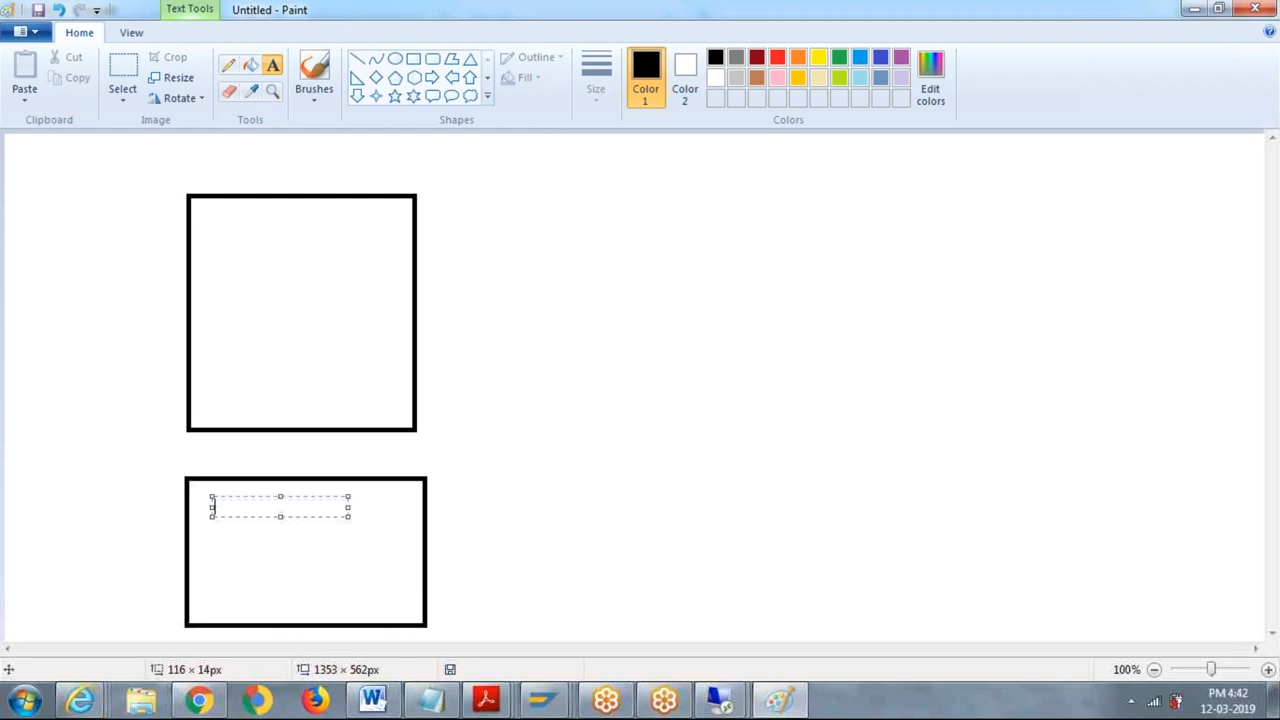 Text Tools
Untitled - Paint
Home
View
Paste
Cut
Copy
Clipboard
Select
Crop
Resize
Rotate
Image
A
Tools
Brushes
Shapes
Outline
Fill
Size
Color
1
Color
2
Colors
Edit
colors
116 × 14px
1353 × 562px
100%
PM 4:42
12-03-2019